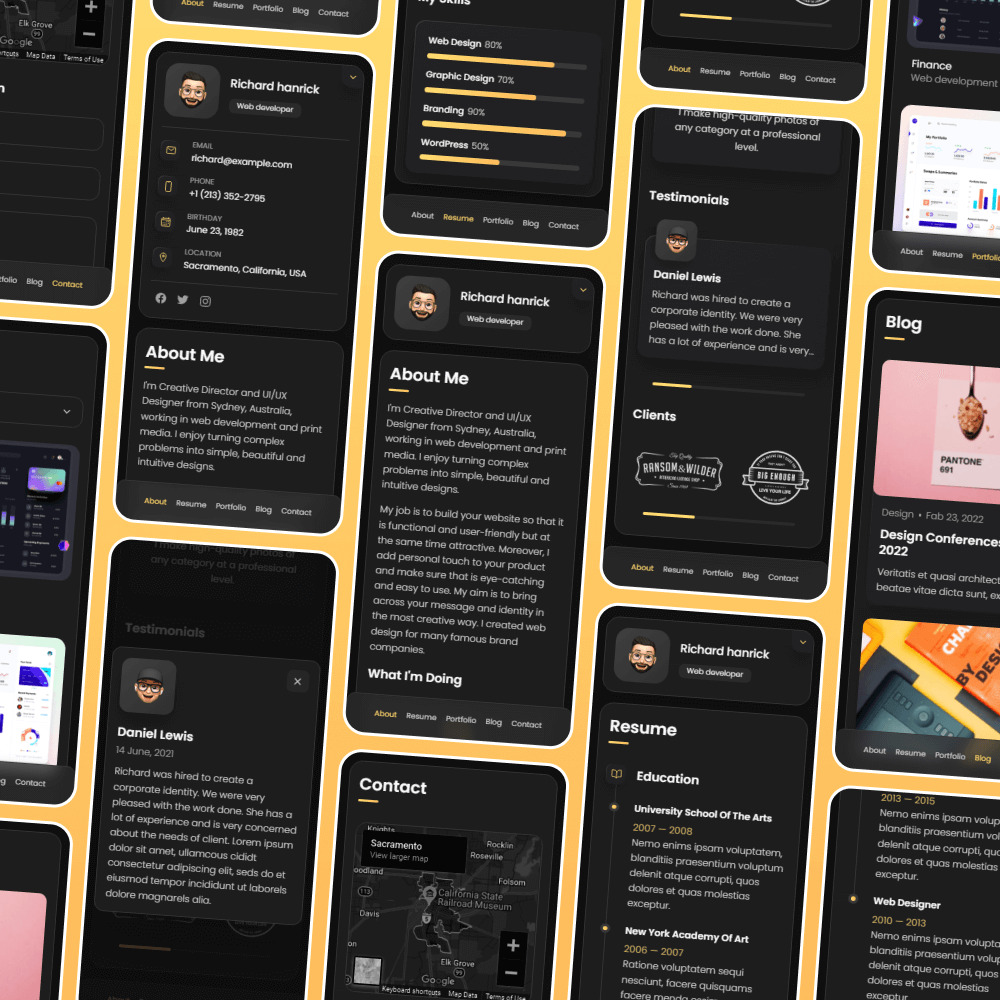 Elk Grove
99
Google
Map Data
Terms of Use
Blog
Contact
About
Resume
Portfolio
Blog
Contact
Richard hanrick
Web developer
EMAIL
richard@example.com
PHONE
+1 (213) 352-2795
BIRTHDAY
June 23, 1982
LOCATION
Sacramento, California, USA
About Me
I'm Creative Director and UI/UX
Designer from Sydney, Australia,
working in web development and print
media. I enjoy turning complex
problems into simple, beautiful and
intuitive designs.
About
Resume
Portfolio
Blog
Contact
I make high-quality photos of
any category at a professional
level.
Testimonials
Daniel Lewis
14 June, 2021
Richard was hired to create a
corporate identity. We were very
pleased with the work done. She has a
lot of experience and is very concerned
about the needs of client. Lorem ipsum
dolor sit amet, ullamcous cididt
consectetur adipiscing elit, seds do et
eiusmod tempor incididunt ut laborels
dolore magnarels alia.
Contact
My Skills
Web Design 80%
Graphic Design 70%
Branding 90%
WordPress 50%
About
Resume
Portfolio
Blog
Contact
Richard hanrick
Web developer
About Me
I'm Creative Director and UI/UX
Designer from Sydney, Australia,
working in web development and print
media. I enjoy turning complex
problems into simple, beautiful and
intuitive designs.
My job is to build your website so that it
is functional and user-friendly but at
the same time attractive. Moreover, I
add personal touch to your product
and make sure that is eye-catching
and easy to use. My aim is to bring
across your message and identity in
the most creative way. I created web
design for many famous brand
companies.
What I'm Doing
About
Resume
Portfolio
Blog
Contact
Contact
Knights
Sacramento
View larger map
Rocklin
Roseville
Folsom
113
California State
Railroad Museum
Davis
Elk Grove
99
Google
Keyboard shortcuts
Map Data
Terms of Use
About
Resume
Portfolio
Blog
Contact
I make high-quality photos of
any category at a professional
level.
Testimonials
Daniel Lewis
Richard was hired to create a
corporate identity. We were very
pleased with the work done. She
has a lot of experience and is very...
Clients
RANSOM & WILDER
BIG ENOUGH
LIVE YOUR LIFE
About
Resume
Portfolio
Blog
Contact
Richard hanrick
Web developer
Resume
Education
University School Of The Arts
2007 — 2008
Nemo enims ipsam voluptatem,
blanditiis praesentium voluptum
delenit atque corrupti, quos
dolores et quas molestias
exceptur.
New York Academy Of Art
2006 — 2007
Ratione voluptatem sequi
nesciunt, facere quisquams
facere menda
Finance
Web development
My Portfolio
About
Resume
Portfolio
Blog
PANTONE
691
Design • Fab 23, 2022
Design Conferences
2022
Veritatis et quasi architect
beatae vitae dicta sunt, ex
BY
About
Resume
Portfolio
Blog
2013 — 2015
Nemo enims ipsam volup
blanditiis praesentium vo
delenit atque corrupti, qu
dolores et quas molestias
exceptur.
Web Designer
2010 — 2013
Nemo enims ipsam volupta
blanditiis praesentium volu
delenit atque corrupti, quo
dolores et quas molestias
exceptur.